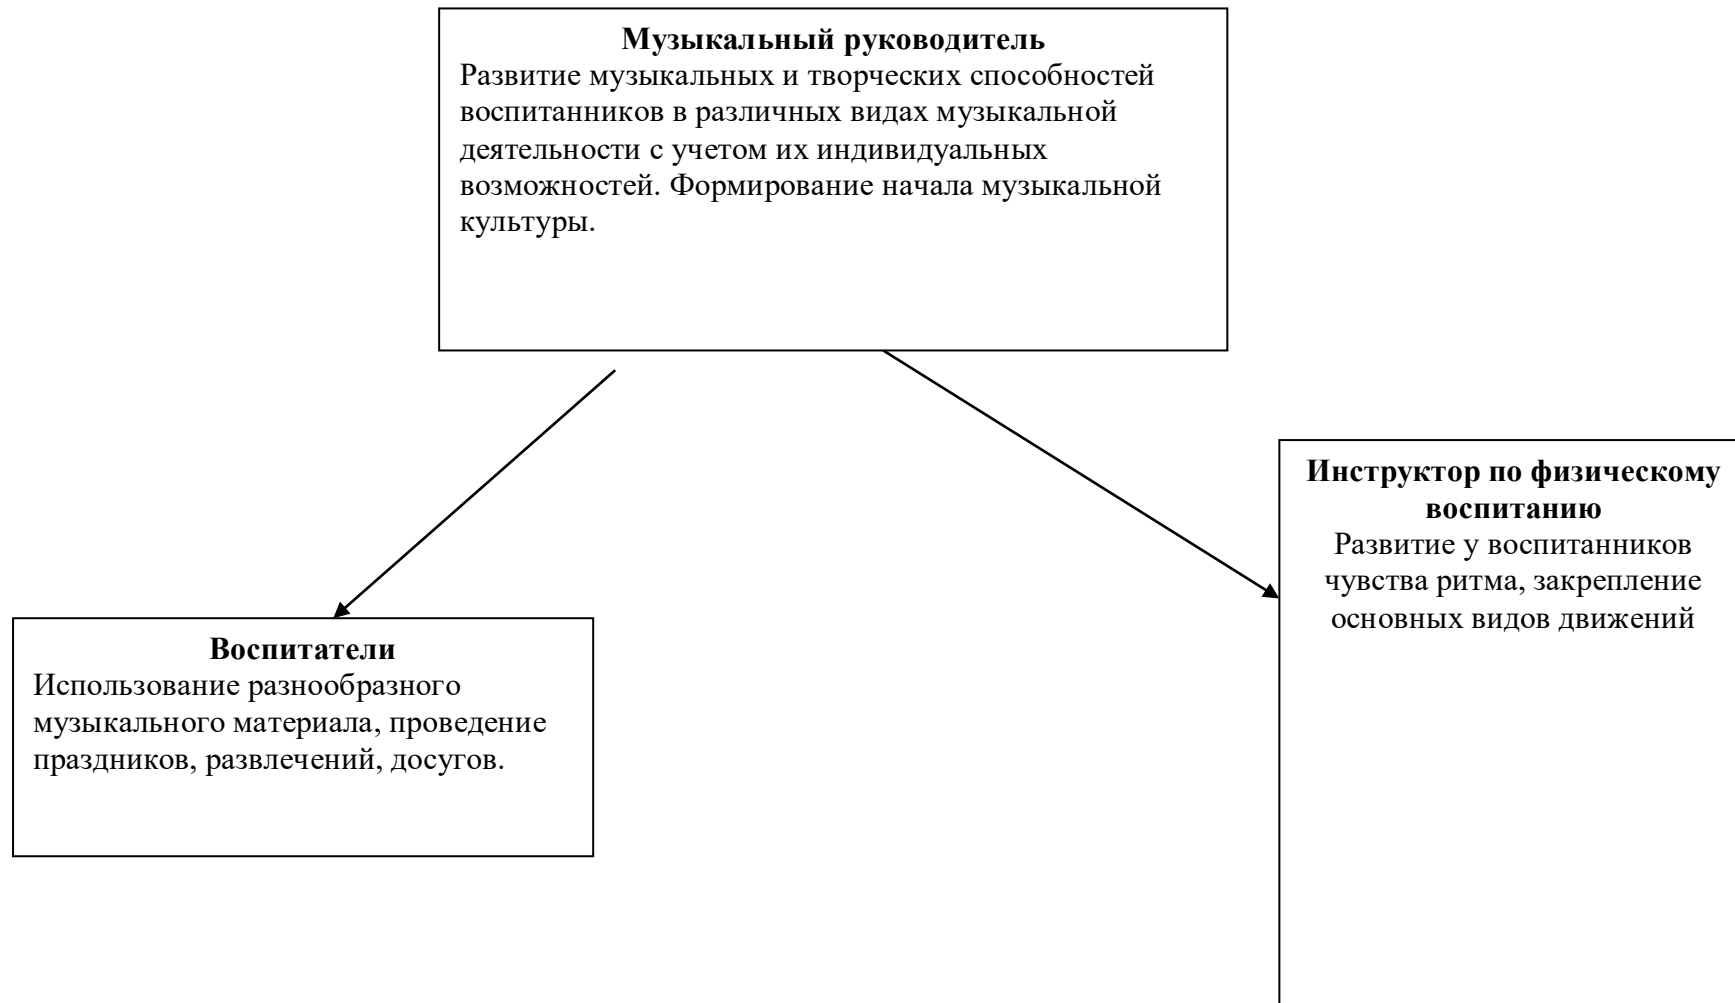 Музыкальный руководитель
Развитие музыкальных и творческих способностей
воспитанников в различных видах музыкальной
деятельности с учетом их индивидуальных
возможностей. Формирование начала музыкальной
культуры.
Воспитатели
Использование разнообразного
музыкального материала, проведение
праздников, развлечений, досугов.
Инструктор по физическому
воспитанию
Развитие у воспитанников
чувства ритма, закрепление
основных видов движений